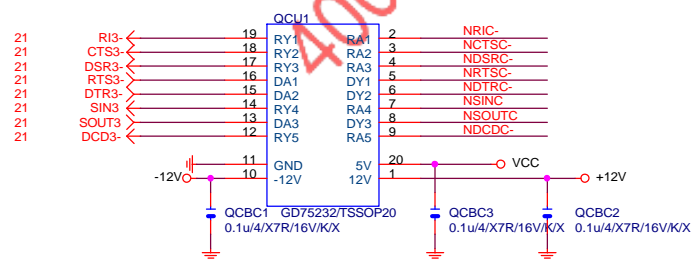 QCU1
21 RI3- 19 RY1 RA1 2 NRIC-
21 CTS3- 18 RY2 RA2 3 NCTSC-
21 DSR3- 17 RY3 RA3 4 NDSRC-
21 RTS3- 16 DA1 DY1 5 NRTSC-
21 DTR3- 15 DA2 DY2 6 NDTRC-
21 SIN3 14 RY4 RA4 7 NSINC
21 SOUT3 13 DA3 DY3 8 NSOUTC
21 DCD3- 12 RY5 RA5 9 NDCDC-
11 GND 5V 20 VCC
-12V 10 -12V 12V 1 +12V
QCBC1 GD75232/TSSOP20 QCBC3 QCBC2
0.1u/4/X7R/16V/K/X 0.1u/4/X7R/16V/K/X 0.1u/4/X7R/16V/K/X